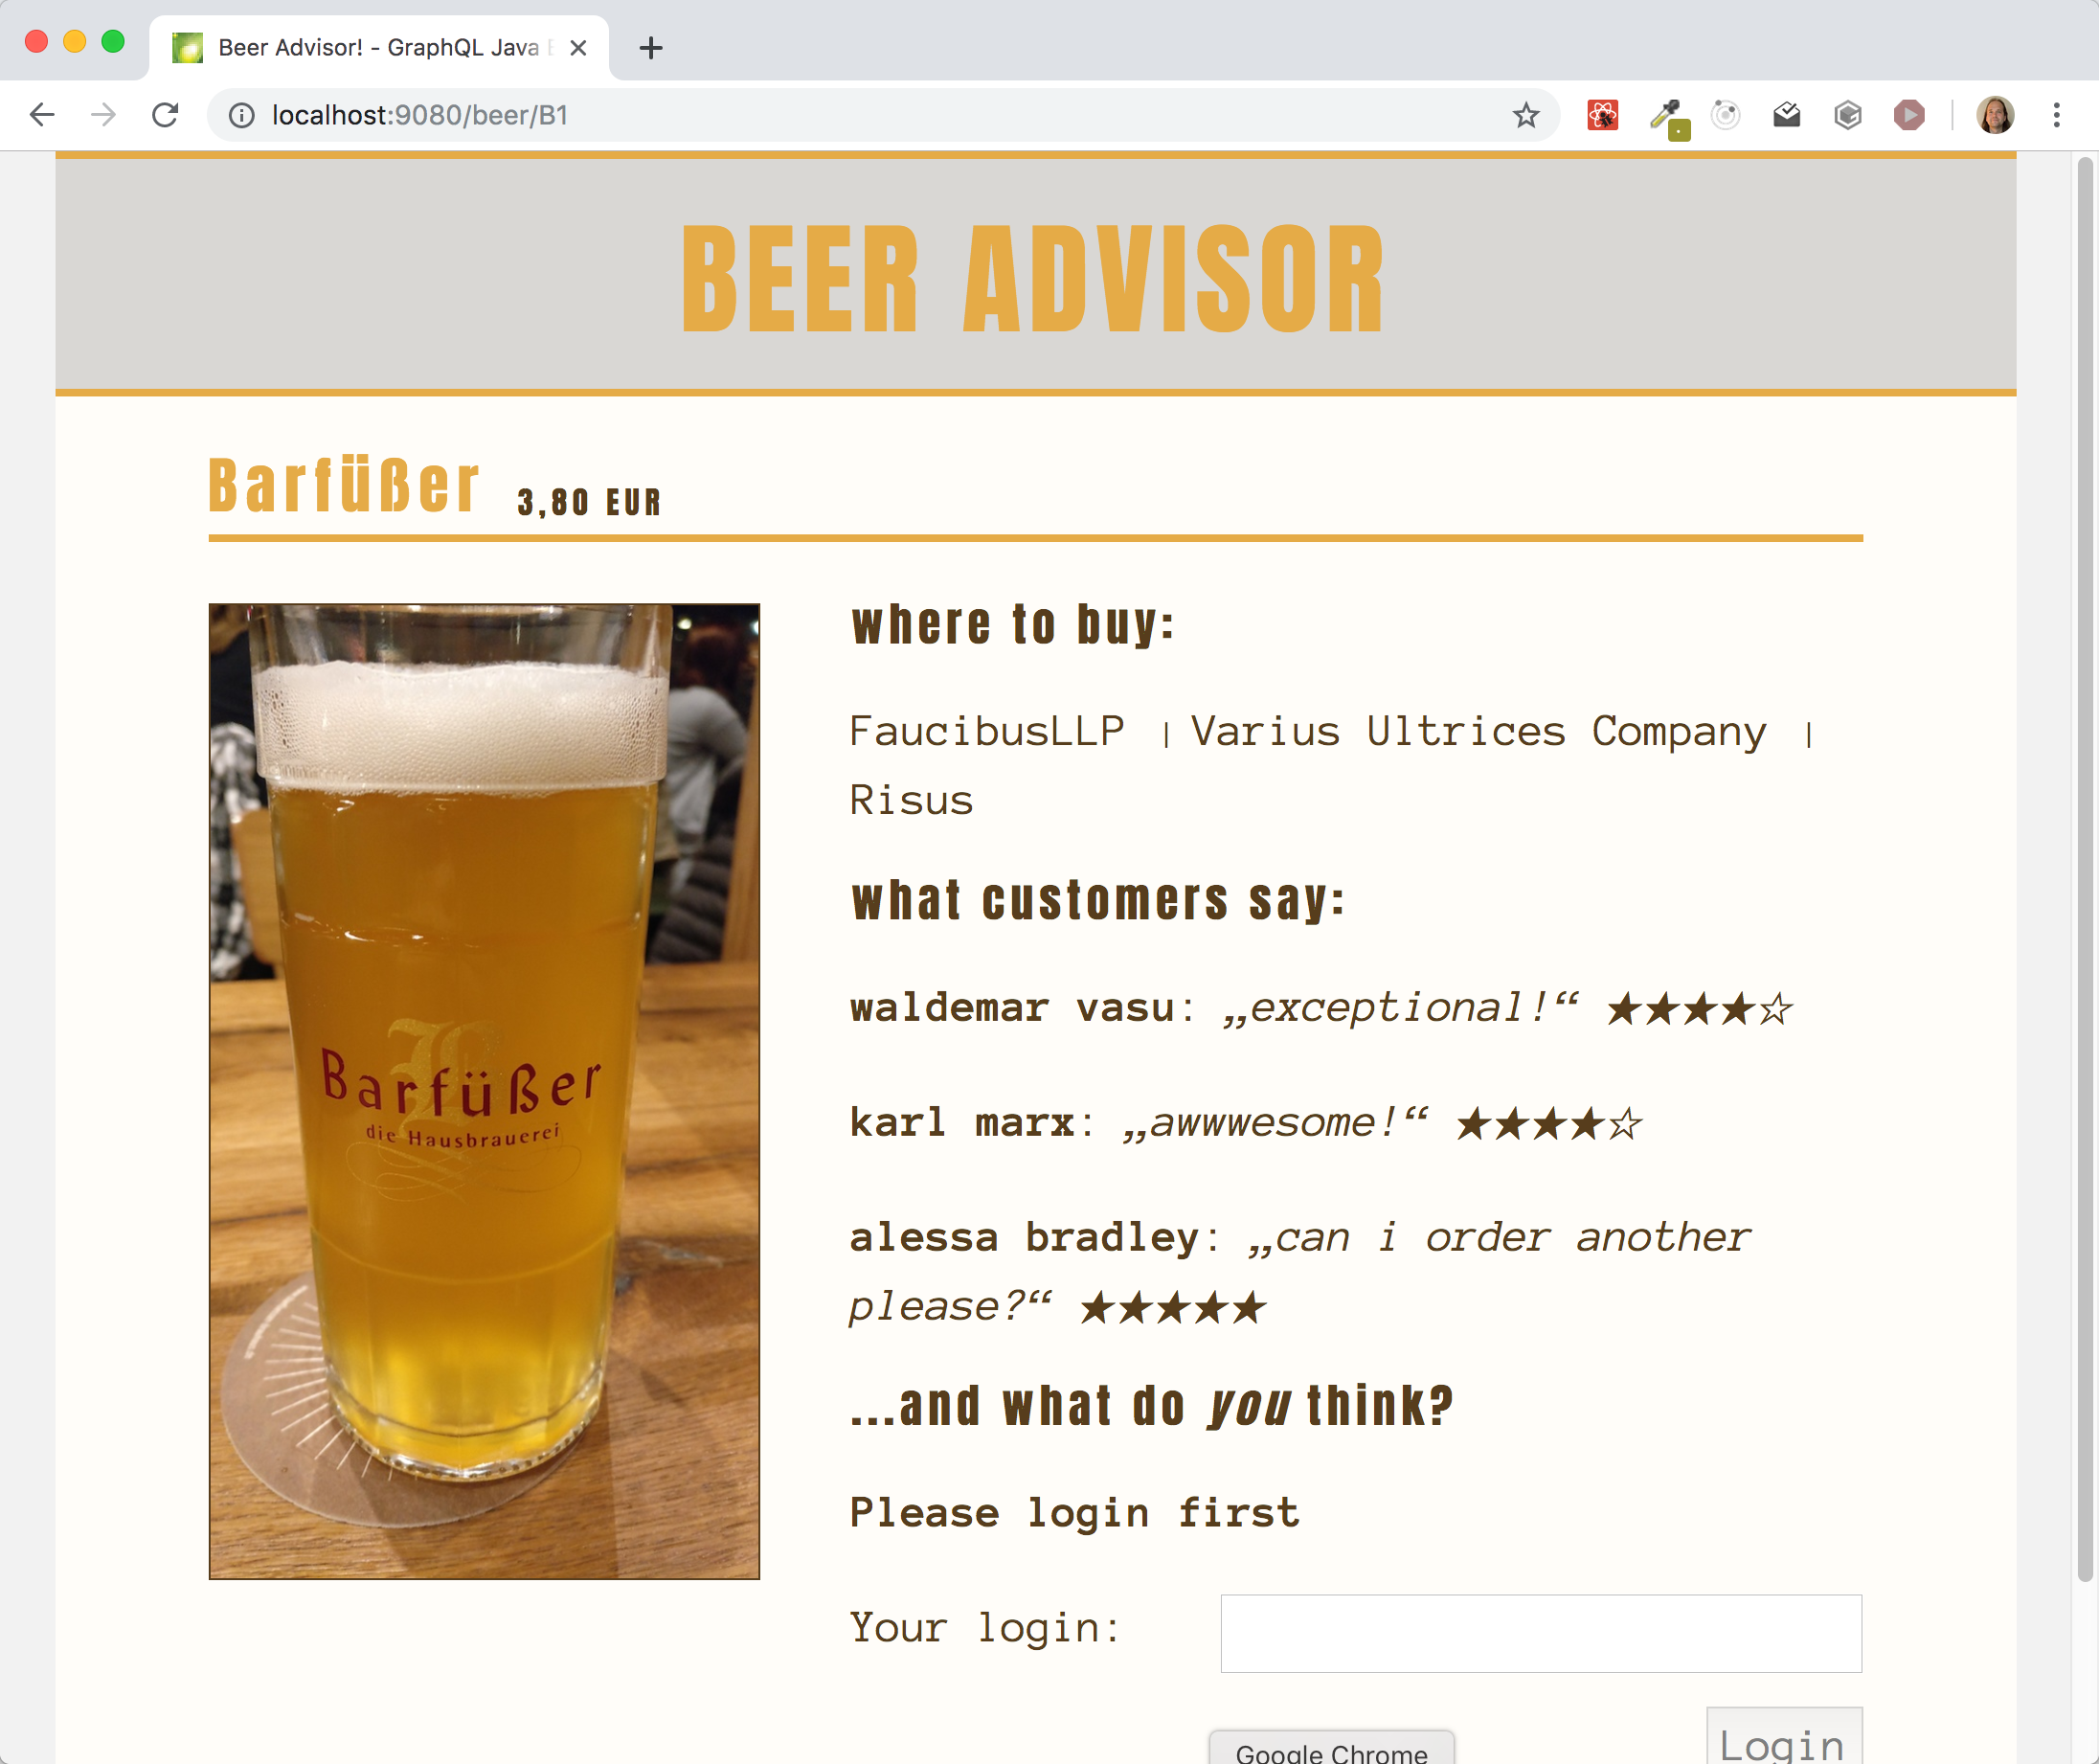 Beer Advisor! - GraphQL Java
localhost:9080/beer/B1
BEER ADVISOR
Barfüßer 3,80 EUR
Barfüßer
die Hausbrauerei
where to buy:
FaucibusLLP | Varius Ultrices Company |
Risus
what customers say:
waldemar vasu: „exceptional!“ ★★★★☆
karl marx: „awwwesome!“ ★★★★☆
alessa bradley: „can i order another
please?“ ★★★★★
...and what do you think?
Please login first
Your login:
Login
Google Chrome